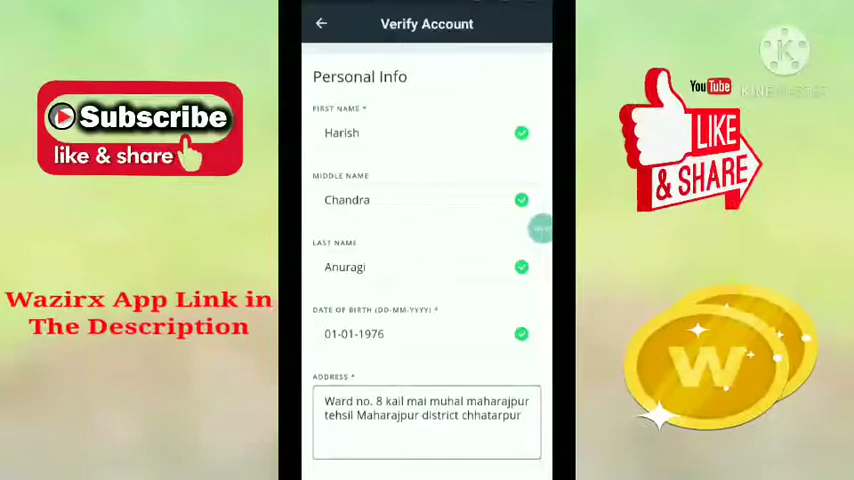 Verify Account
Personal Info
FIRST NAME *
Harish
MIDDLE NAME
Chandra
LAST NAME
Anuragi
DATE OF BIRTH (DD-MM-YYYY) *
01-01-1976
ADDRESS *
Ward no. 8 kail mai muhal maharajpur
tehsil Maharajpur district chhatarpur
Subscribe
like & share
Wazirx App Link in
The Description
K
KINEMASTER
YouTube
LIKE
& SHARE
W